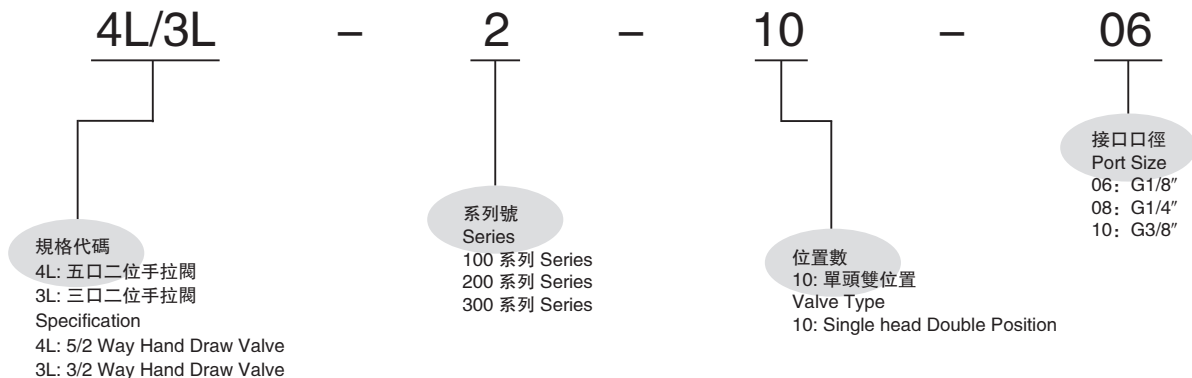 4L/3L – 2 – 10 – 06
規格代碼
4L: 五口二位手拉閥
3L: 三口二位手拉閥
Specification
4L: 5/2 Way Hand Draw Valve
3L: 3/2 Way Hand Draw Valve
系列號
Series
100 系列 Series
200 系列 Series
300 系列 Series
位置數
10: 單頭雙位置
Valve Type
10: Single head Double Position
接口口徑
Port Size
06: G1/8″
08: G1/4″
10: G3/8″